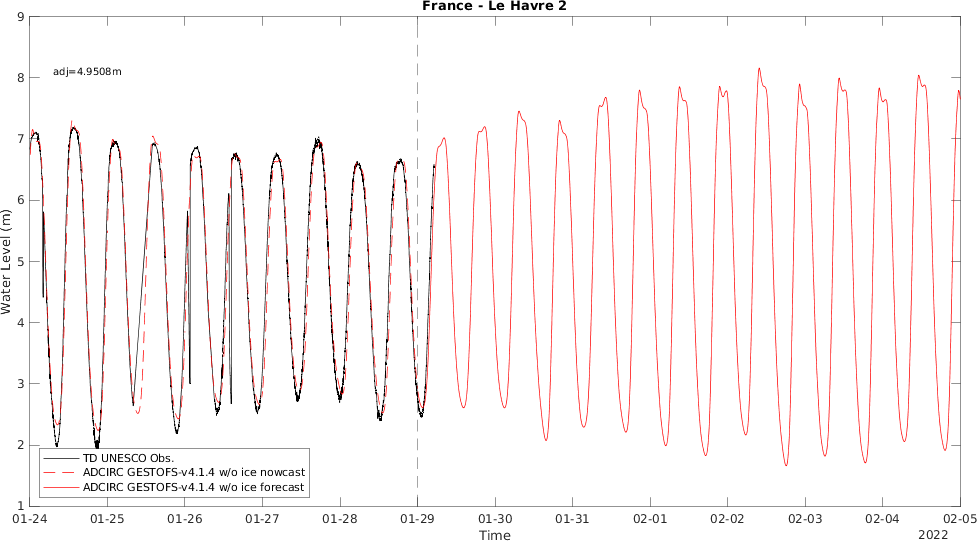 France - Le Havre 2
9
adj=4.9508m
8
7
6
5
4
3
2
1
Water Level (m)
TD UNESCO Obs.
ADCIRC GESTOFS-v4.1.4 w/o ice nowcast
ADCIRC GESTOFS-v4.1.4 w/o ice forecast
01-24 01-25 01-26 01-27 01-28 01-29 01-30 01-31 02-01 02-02 02-03 02-04 02-05
Time
2022